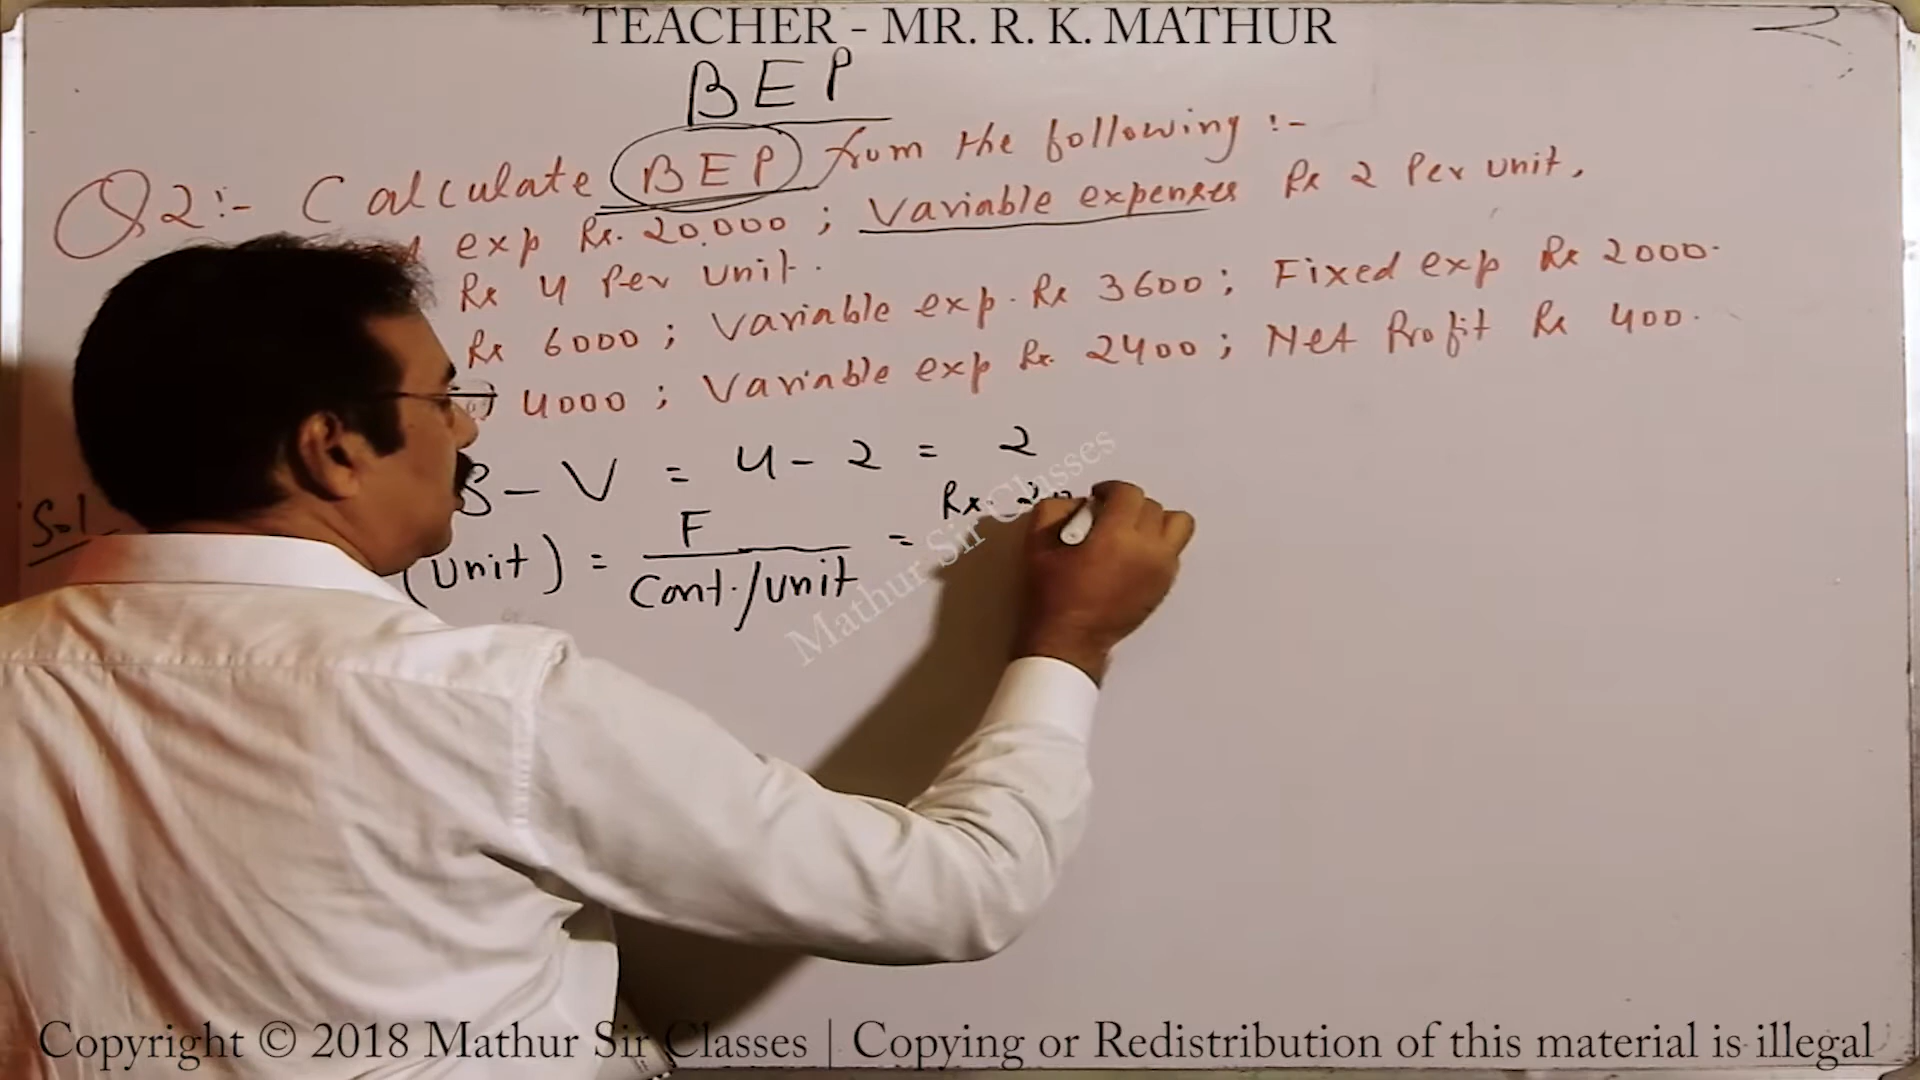 TEACHER - MR. R. K. MATHUR
BEP
Q2:- Calculate BEP from the following :-
exp Rs. 20,000 ; Variable expenses Rs 2 Per unit,
Rs 4 Per unit.
Rs 6000 ; Variable exp. Rs 3600 ; Fixed exp Rs 2000.
4000 ; Variable exp Rs. 2400 ; Net Profit Rs 400.
Sol
S - V = 4 - 2 = 2
(Unit) = F / Cont./unit = Rs.
Mathur Sir Classes
Copyright © 2018 Mathur Sir Classes | Copying or Redistribution of this material is illegal